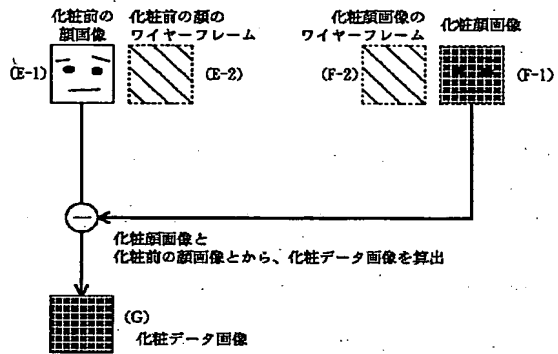 化粧前の
顔画像
化粧前の顔の
ワイヤーフレーム
化粧顔画像の
ワイヤーフレーム
化粧顔画像
(E-1)
(E-2)
(F-2)
(F-1)
化粧顔画像と
化粧前の顔画像とから、化粧データ画像を算出
(G)
化粧データ画像